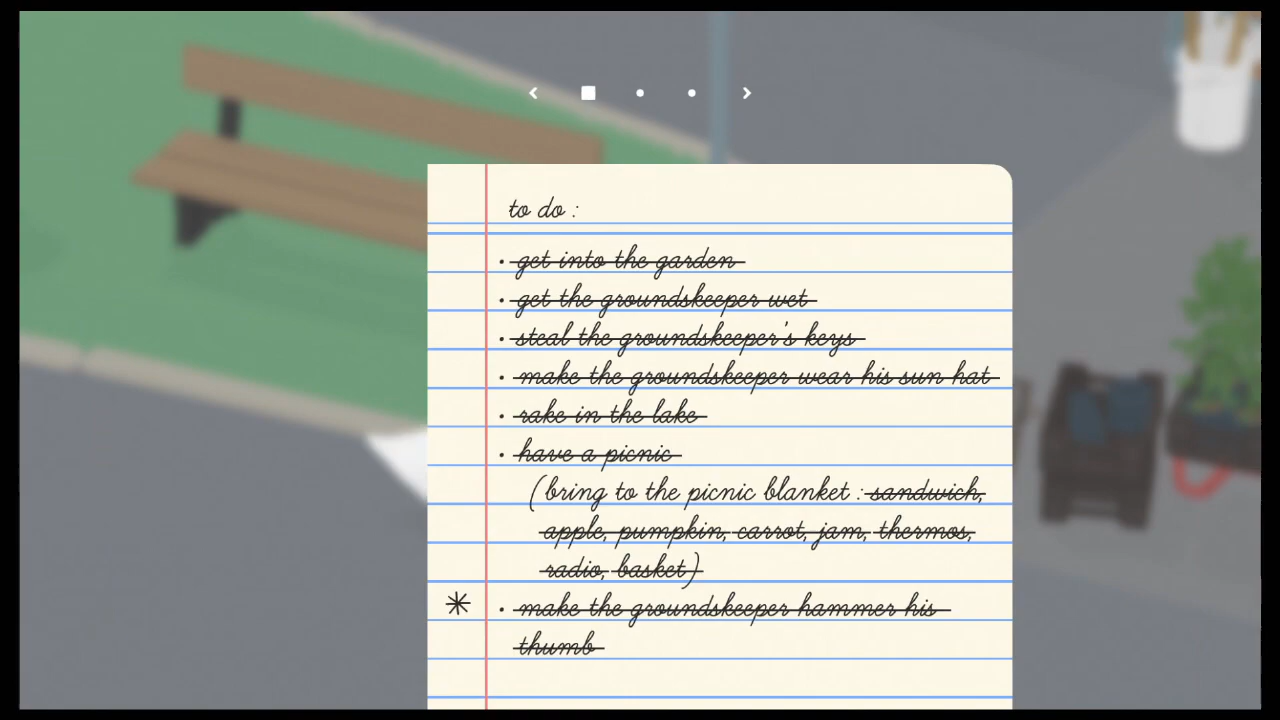 to do :
• get into the garden
• get the groundskeeper wet
• steal the groundskeeper's keys
• make the groundskeeper wear his sun hat
• rake in the lake
• have a picnic
(bring to the picnic blanket : sandwich,
apple, pumpkin, carrot, jam, thermos,
radio, basket)
• make the groundskeeper hammer his
thumb